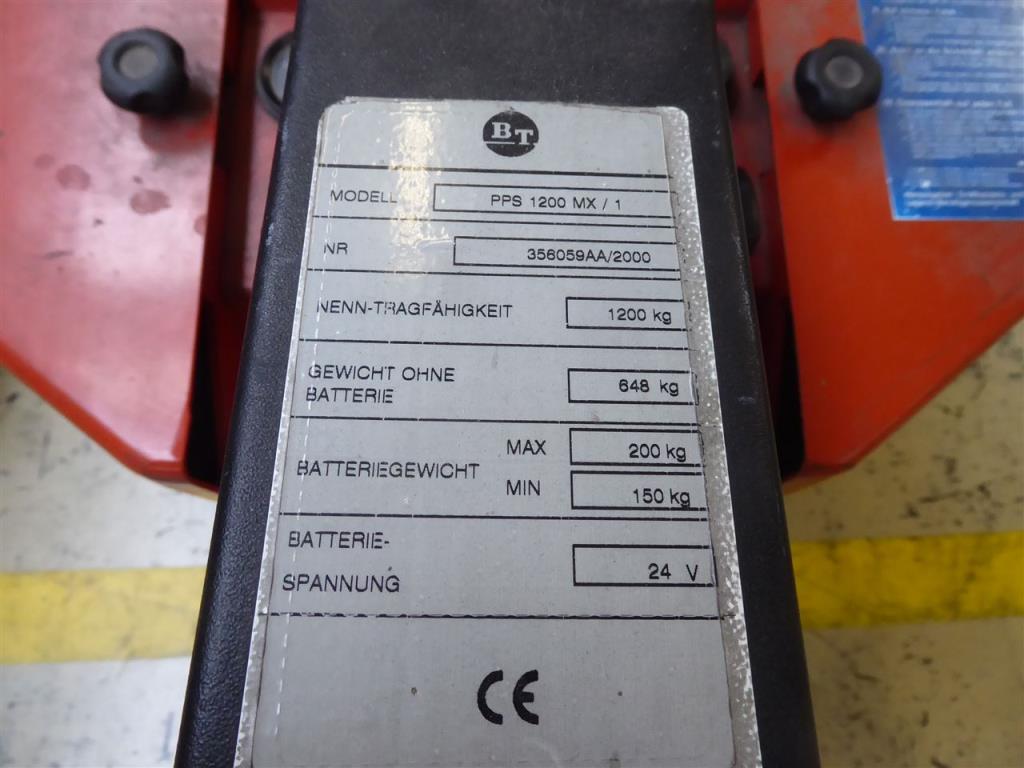 BT
MODELL PPS 1200 MX / 1
NR 356059AA/2000
NENN-TRAGFÄHIGKEIT 1200 kg
GEWICHT OHNE
BATTERIE 648 kg
MAX 200 kg
BATTERIEGEWICHT
MIN 150 kg
BATTERIE-
SPANNUNG 24 V
CE